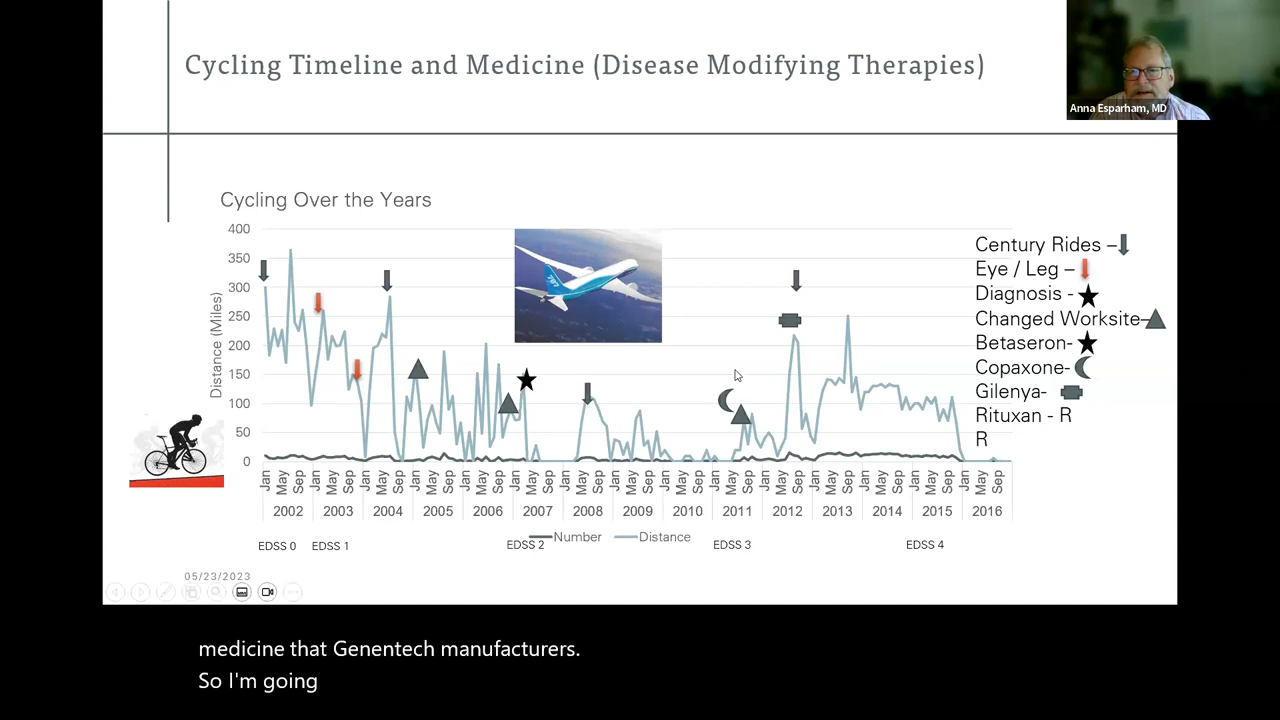 Cycling Timeline and Medicine (Disease Modifying Therapies)
Anna Esparham, MD
Cycling Over the Years
Distance (Miles)
400
350
300
250
200
150
100
50
0
787
Century Rides –
Eye / Leg –
Diagnosis -
Changed Worksite–
Betaseron-
Copaxone-
Gilenya-
Rituxan - R
R
Jan May Sep Jan May Sep Jan May Sep Jan May Sep Jan May Sep Jan May Sep Jan May Sep Jan May Sep Jan May Sep Jan May Sep Jan May Sep Jan May Sep Jan May Sep Jan May Sep Jan May Sep
2002 2003 2004 2005 2006 2007 2008 2009 2010 2011 2012 2013 2014 2015 2016
Number Distance
EDSS 0 EDSS 1 EDSS 2 EDSS 3 EDSS 4
05/23/2023
medicine that Genentech manufacturers.
So I'm going